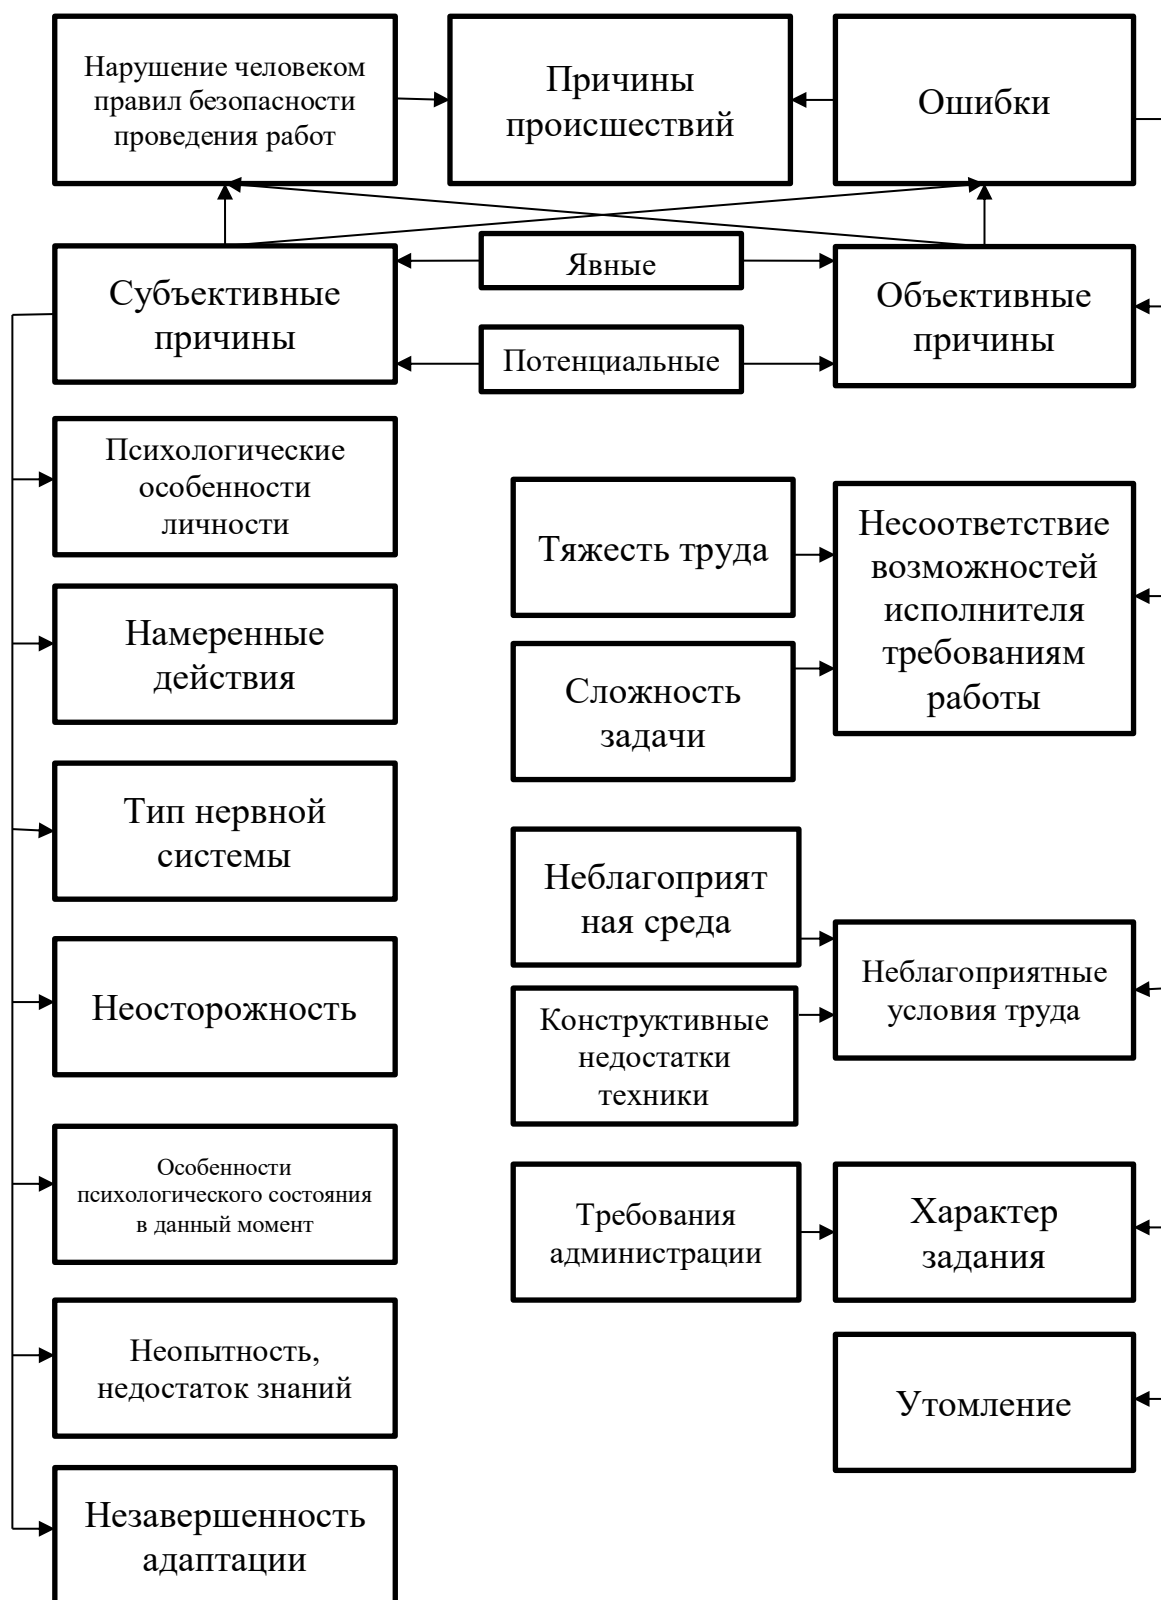 Нарушение человеком
правил безопасности
проведения работ
Причины
происшествий
Ошибки
Субъективные
причины
Явные
Потенциальные
Объективные
причины
Психологические
особенности
личности
Намеренные
действия
Тип нервной
системы
Неосторожность
Особенности
психологического состояния
в данный момент
Неопытность,
недостаток знаний
Незавершенность
адаптации
Тяжесть труда
Сложность
задачи
Несоответствие
возможностей
исполнителя
требованиям
работы
Неблагоприят
ная среда
Конструктивные
недостатки
техники
Неблагоприятные
условия труда
Требования
администрации
Характер
задания
Утомление